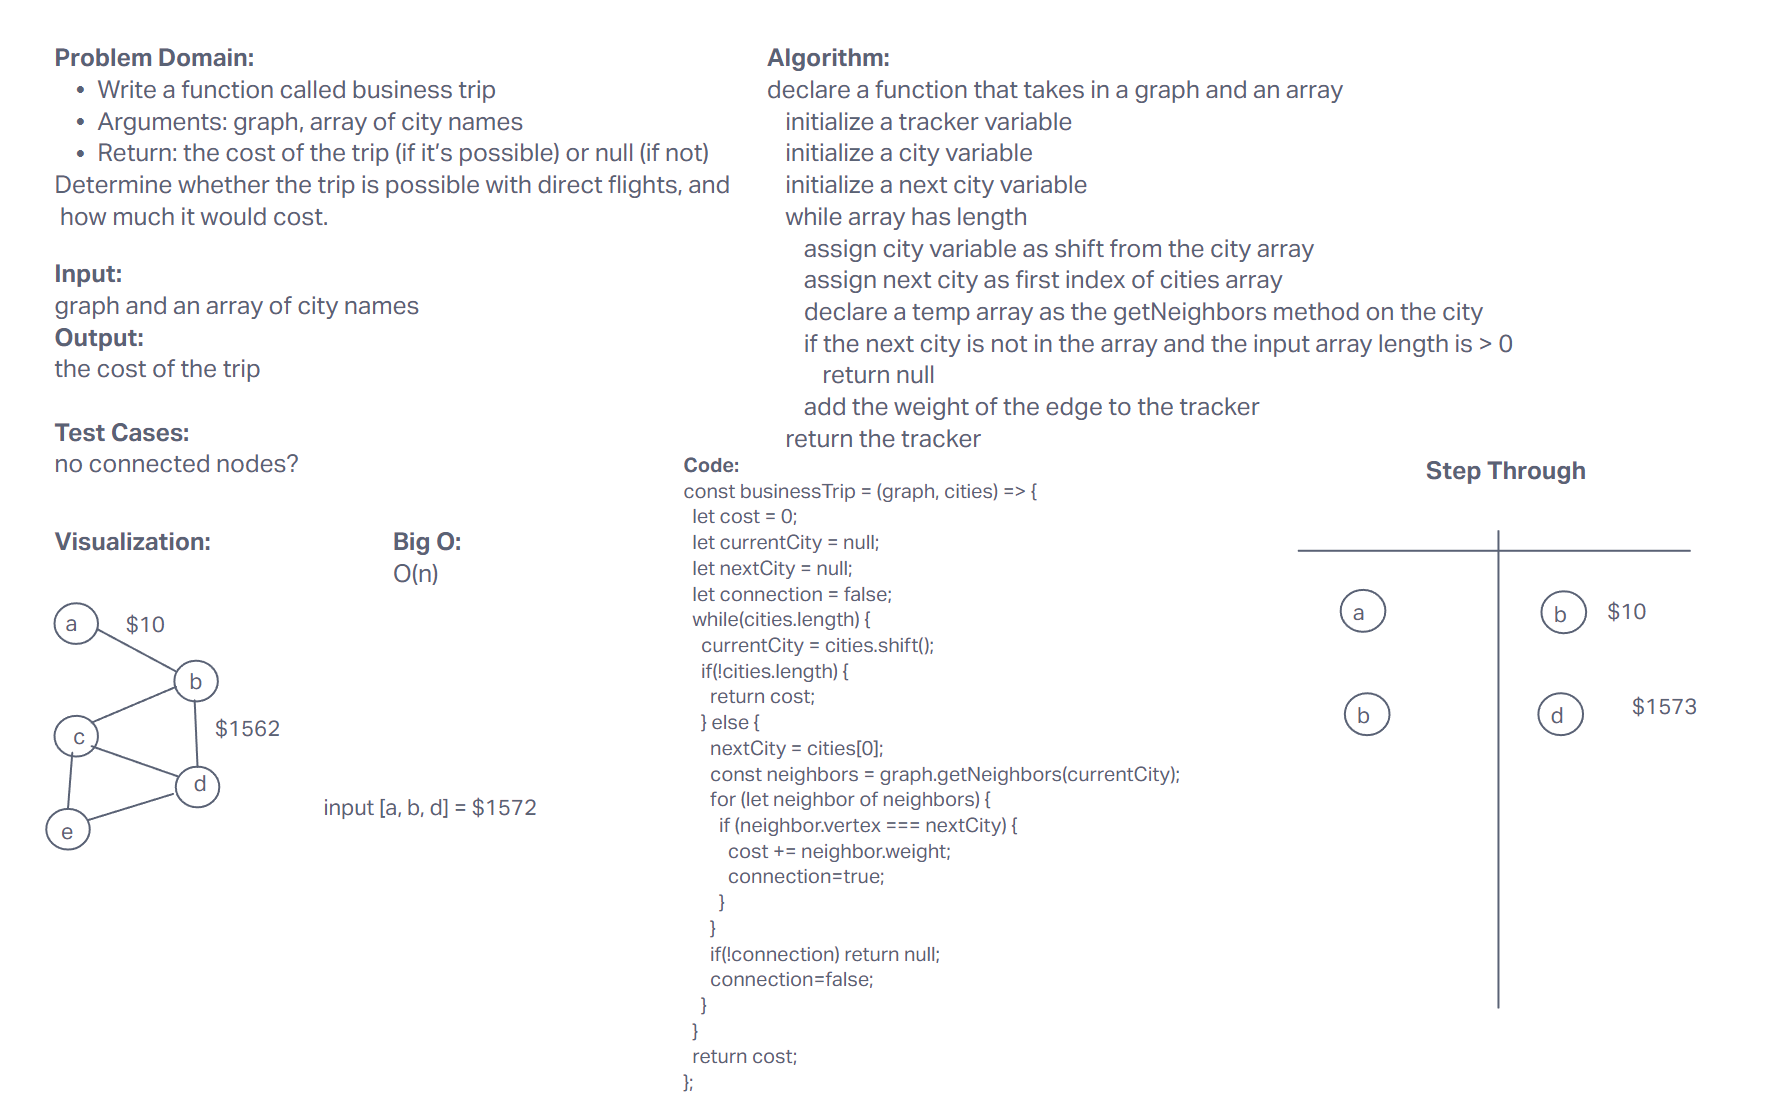 Problem Domain:
• Write a function called business trip
• Arguments: graph, array of city names
• Return: the cost of the trip (if it's possible) or null (if not)
Determine whether the trip is possible with direct flights, and
how much it would cost.
Input:
graph and an array of city names
Output:
the cost of the trip
Test Cases:
no connected nodes?
Visualization:
a
$10
b
c
$1562
d
e
input [a, b, d] = $1572
Big O:
O(n)
Algorithm:
declare a function that takes in a graph and an array
initialize a tracker variable
initialize a city variable
initialize a next city variable
while array has length
assign city variable as shift from the city array
assign next city as first index of cities array
declare a temp array as the getNeighbors method on the city
if the next city is not in the array and the input array length is > 0
return null
add the weight of the edge to the tracker
return the tracker
Code:
const businessTrip = (graph, cities) => {
let cost = 0;
let currentCity = null;
let nextCity = null;
let connection = false;
while(cities.length) {
currentCity = cities.shift();
if(!cities.length) {
return cost;
} else {
nextCity = cities[0];
const neighbors = graph.getNeighbors(currentCity);
for (let neighbor of neighbors) {
if (neighbor.vertex === nextCity) {
cost += neighbor.weight;
connection=true;
}
}
if(!connection) return null;
connection=false;
}
}
return cost;
};
Step Through
a
b $10
b
d $1573